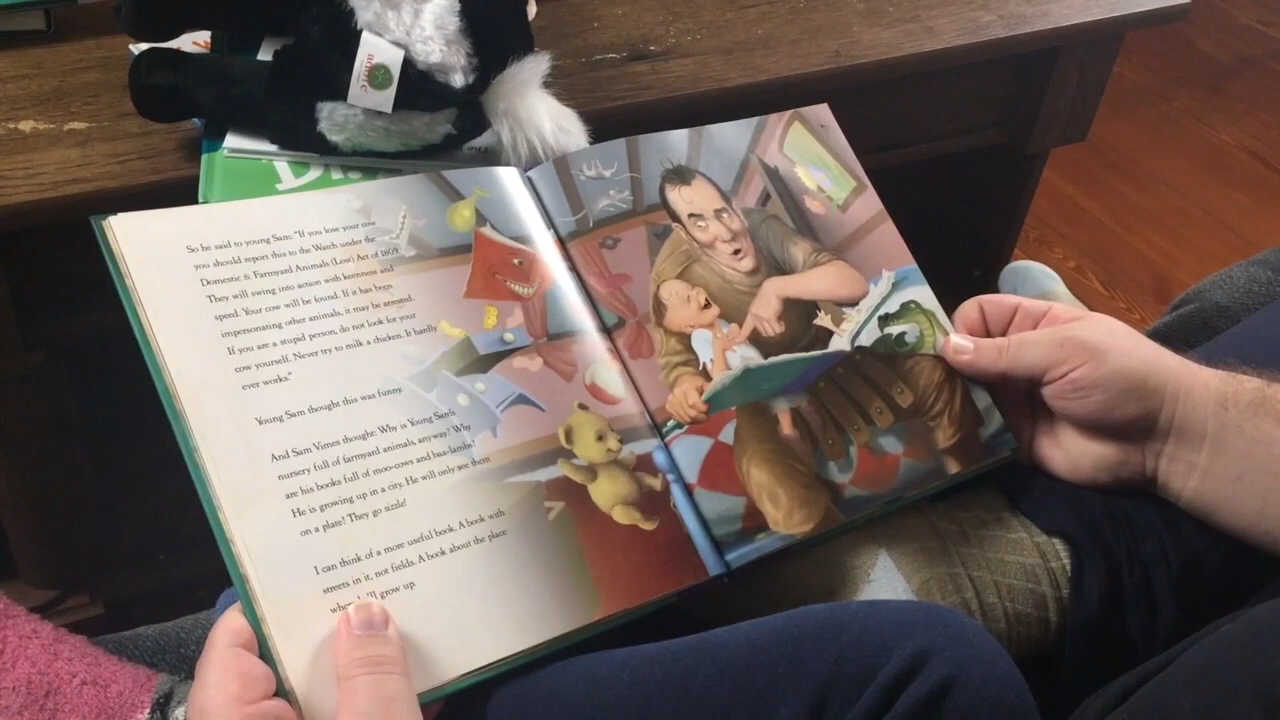 adore
The
Dr.
So he said to young Sam: "If you lose your cow
you should report this to the Watch under the
Domestic & Farmyard Animals (Lost) Act of 1809.
They will swing into action with keenness and
speed. Your cow will be found. If it has been
impersonating other animals, it may be arrested.
If you are a stupid person, do not look for your
cow yourself. Never try to milk a chicken. It hardly
ever works."
Young Sam thought this was funny.
And Sam Vimes thought: Why is Young Sam's
nursery full of farmyard animals, anyway? Why
are his books full of moo-cows and baa-lambs?
He is growing up in a city. He will only see them
on a plate! They go sizzle!
I can think of a more useful book. A book with
streets in it, not fields. A book about the place
he'll grow up.